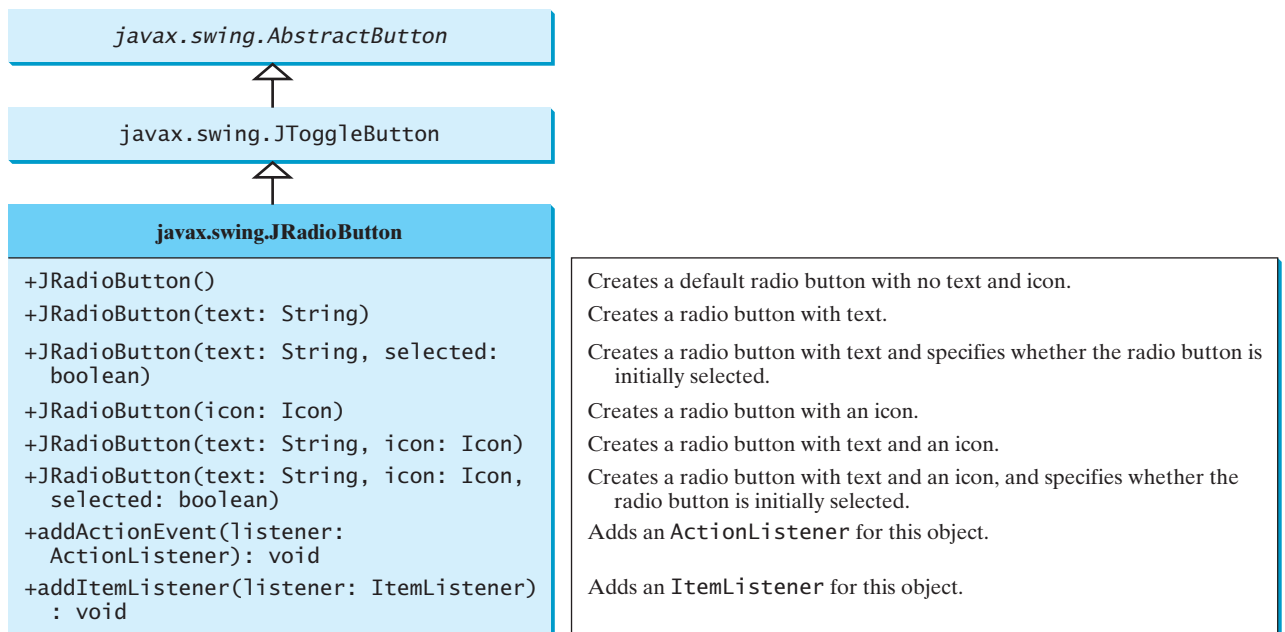 javax.swing.AbstractButton
javax.swing.JToggleButton
javax.swing.JRadioButton
+JRadioButton()
Creates a default radio button with no text and icon.
+JRadioButton(text: String)
Creates a radio button with text.
+JRadioButton(text: String, selected:
boolean)
Creates a radio button with text and specifies whether the radio button is
initially selected.
+JRadioButton(icon: Icon)
Creates a radio button with an icon.
+JRadioButton(text: String, icon: Icon)
Creates a radio button with text and an icon.
+JRadioButton(text: String, icon: Icon,
selected: boolean)
Creates a radio button with text and an icon, and specifies whether the
radio button is initially selected.
+addActionEvent(listener:
ActionListener): void
Adds an ActionListener for this object.
+addItemListener(listener: ItemListener)
: void
Adds an ItemListener for this object.